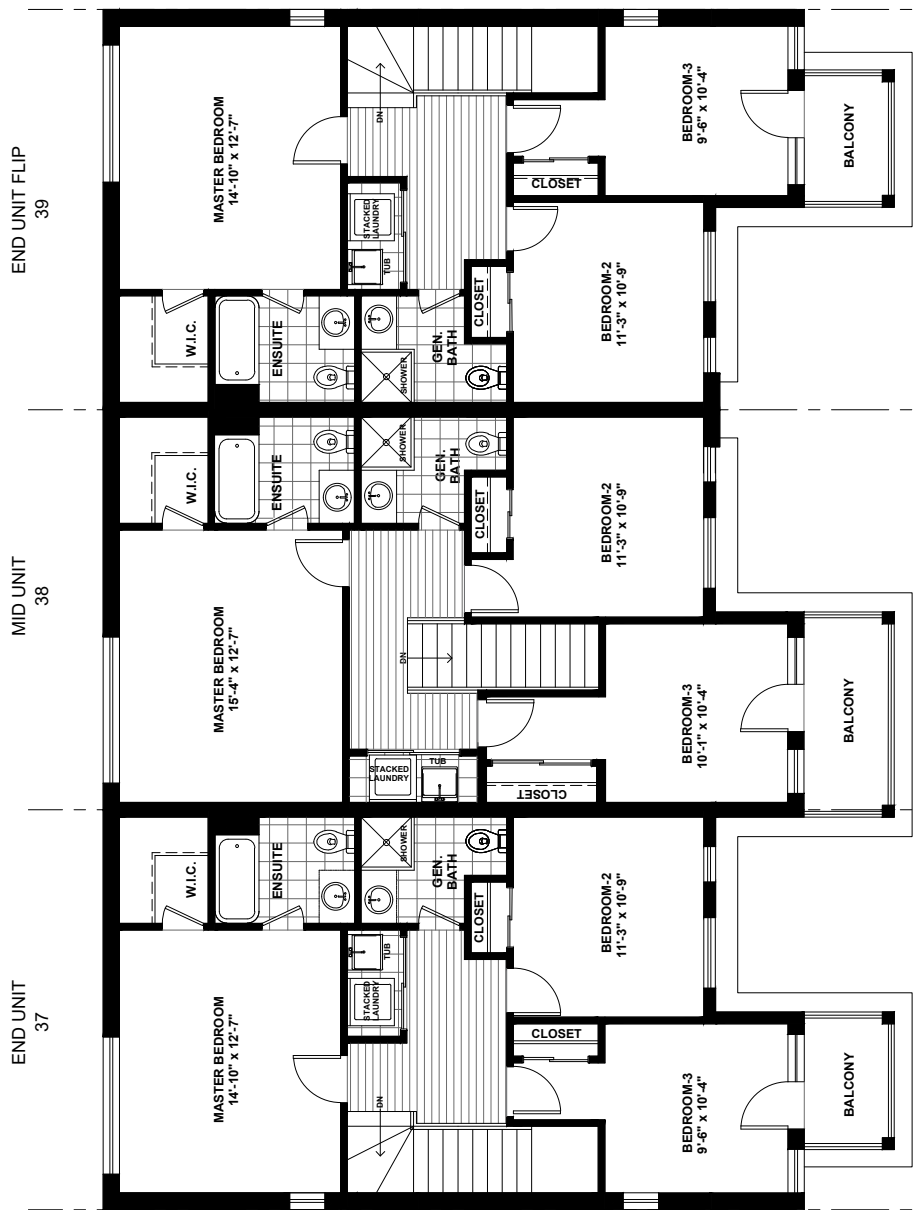 END UNIT FLIP
39
MASTER BEDROOM
14'-10" x 12'-7"
DN
BEDROOM-3
9'-6" x 10'-4"
BALCONY
CLOSET
STACKED
LAUNDRY
TUB
W.I.C.
ENSUITE
GEN.
BATH
SHOWER
CLOSET
BEDROOM-2
11'-3" x 10'-9"
MID UNIT
38
W.I.C.
ENSUITE
SHOWER
GEN.
BATH
CLOSET
BEDROOM-2
11'-3" x 10'-9"
MASTER BEDROOM
15'-4" x 12'-7"
DN
STACKED
LAUNDRY
TUB
CLOSET
BEDROOM-3
10'-1" x 10'-4"
BALCONY
END UNIT
37
W.I.C.
ENSUITE
SHOWER
GEN.
BATH
CLOSET
BEDROOM-2
11'-3" x 10'-9"
MASTER BEDROOM
14'-10" x 12'-7"
TUB
STACKED
LAUNDRY
DN
CLOSET
BEDROOM-3
9'-6" x 10'-4"
BALCONY